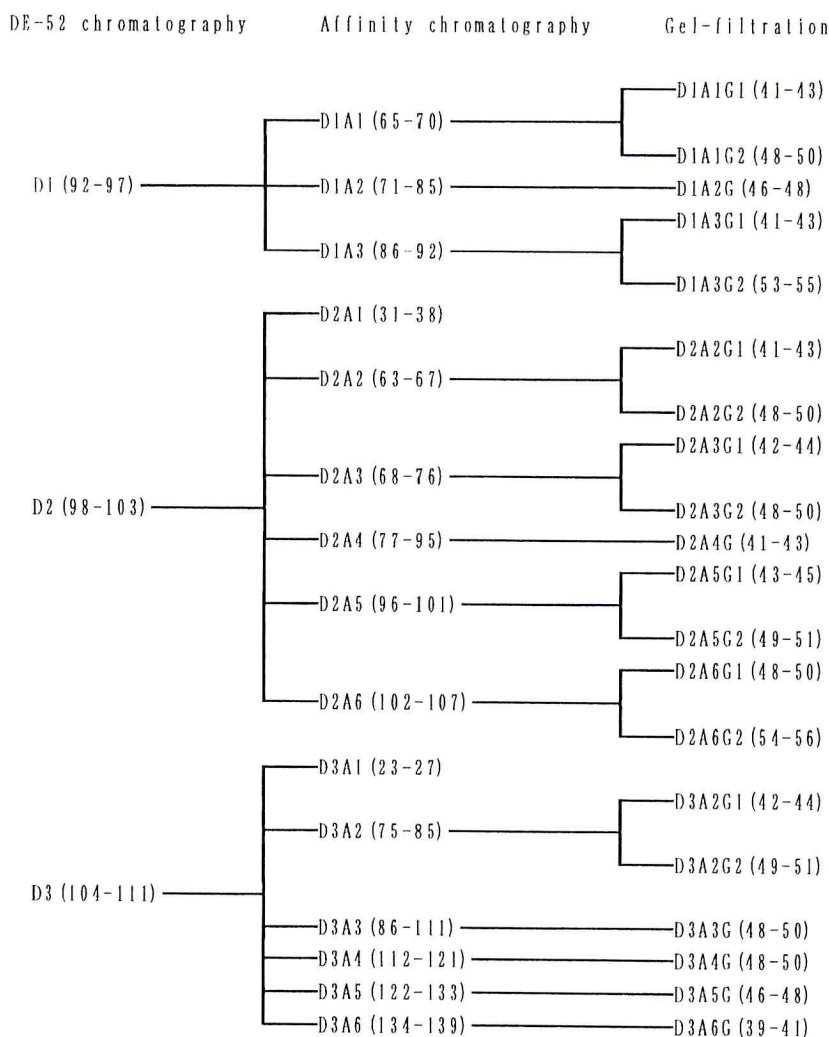 DE-52 chromatography Affinity chromatography Gel-filtration
D1A1G1 (41-43)
D1A1 (65-70)
D1A1G2 (48-50)
D1 (92-97) D1A2 (71-85) D1A2G (46-48)
D1A3G1 (41-43)
D1A3 (86-92)
D1A3G2 (53-55)
D2A1 (31-38)
D2A2G1 (41-43)
D2A2 (63-67)
D2A2G2 (48-50)
D2A3G1 (42-44)
D2A3 (68-76)
D2 (98-103) D2A3G2 (48-50)
D2A4 (77-95) D2A4G (41-43)
D2A5G1 (43-45)
D2A5 (96-101)
D2A5G2 (49-51)
D2A6G1 (48-50)
D2A6 (102-107)
D2A6G2 (54-56)
D3A1 (23-27)
D3A2G1 (42-44)
D3A2 (75-85)
D3A2G2 (49-51)
D3 (104-111)
D3A3 (86-111) D3A3G (48-50)
D3A4 (112-121) D3A4G (48-50)
D3A5 (122-133) D3A5G (46-48)
D3A6 (134-139) D3A6G (39-41)